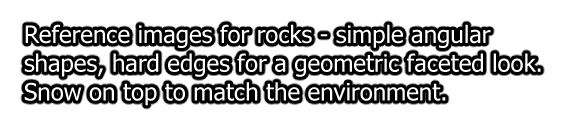 Reference images for rocks - simple angular
shapes, hard edges for a geometric faceted look.
Snow on top to match the environment.